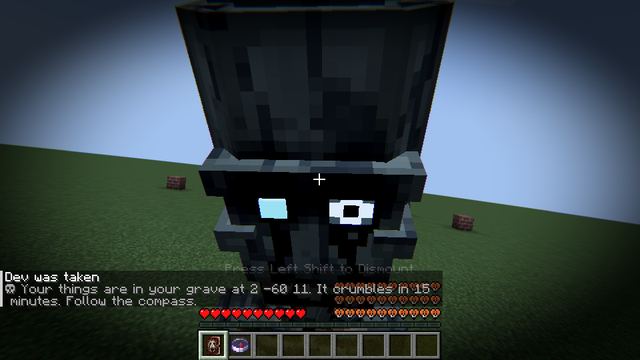 Press Left Shift to Dismount
Dev was taken
☠ Your things are in your grave at 2 -60 11. It crumbles in 15
minutes. Follow the compass.